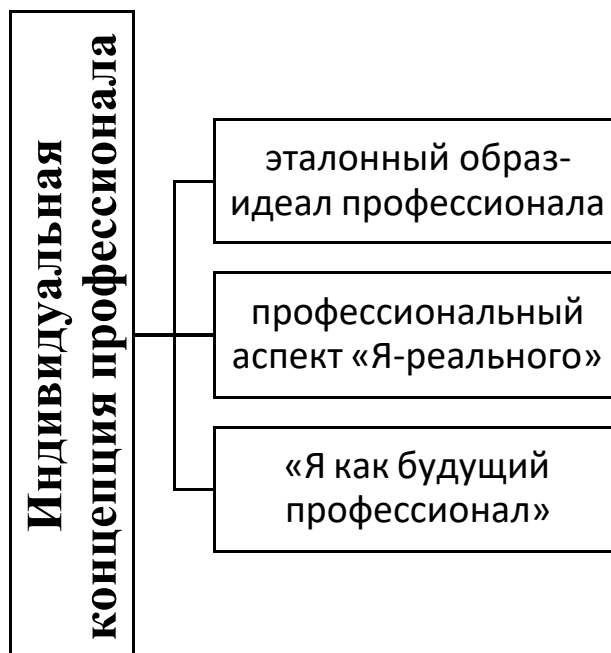 Индивидуальная
концепция профессионала
эталонный образ-
идеал профессионала
профессиональный
аспект «Я-реального»
«Я как будущий
профессионал»